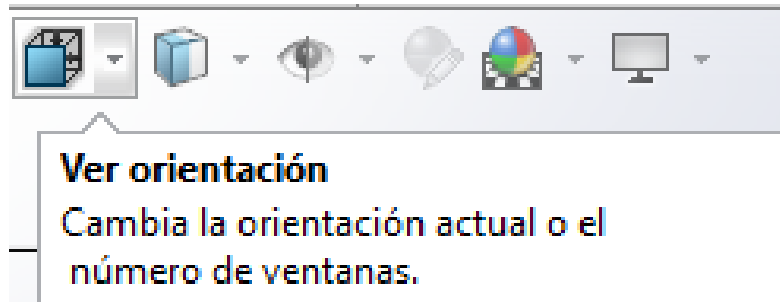 Ver orientación
Cambia la orientación actual o el
número de ventanas.